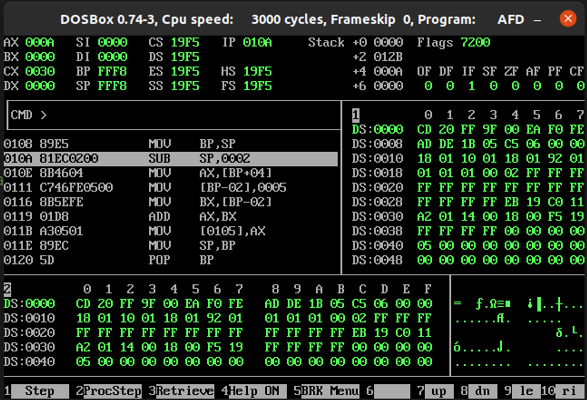 DOSBox 0.74-3, Cpu speed: 3000 cycles, Frameskip 0, Program: AFD
AX 000A SI 0000 CS 19F5 IP 010A Stack +0 0000 Flags 7200
BX 0000 DI 0000 DS 19F5 +2 012B
CX 0030 BP FFF8 ES 19F5 HS 19F5 +4 000A OF DF IF SF ZF AF PF CF
DX 0000 SP FFF8 SS 19F5 FS 19F5 +6 0000 0 0 1 0 0 0 0 0
CMD >
0108 89E5 MOV BP,SP
010A 81EC0200 SUB SP,0002
010E 8B4604 MOV AX,[BP+04]
0111 C746FE0500 MOV [BP-02],0005
0116 8B5EFE MOV BX,[BP-02]
0119 01D8 ADD AX,BX
011B A30501 MOV [0105],AX
011E 89EC MOV SP,BP
0120 5D POP BP
1 0 1 2 3 4 5 6 7
DS:0000 CD 20 FF 9F 00 EA F0 FE
DS:0008 AD DE 1B 05 C5 06 00 00
DS:0010 18 01 10 01 18 01 92 01
DS:0018 01 01 01 00 02 FF FF FF
DS:0020 FF FF FF FF FF FF FF FF
DS:0028 FF FF FF FF EB 19 C0 11
DS:0030 A2 01 14 00 18 00 F5 19
DS:0038 FF FF FF FF 00 00 00 00
DS:0040 05 00 00 00 00 00 00 00
DS:0048 00 00 00 00 00 00 00 00
2 0 1 2 3 4 5 6 7 8 9 A B C D E F
DS:0000 CD 20 FF 9F 00 EA F0 FE AD DE 1B 05 C5 06 00 00
DS:0010 18 01 10 01 18 01 92 01 01 01 01 00 02 FF FF FF
DS:0020 FF FF FF FF FF FF FF FF FF FF FF FF EB 19 C0 11
DS:0030 A2 01 14 00 18 00 F5 19 FF FF FF FF 00 00 00 00
DS:0040 05 00 00 00 00 00 00 00 00 00 00 00 00 00 00 00
1 Step 2ProcStep 3Retrieve 4Help ON 5BRK Menu 6 7 up 8 dn 9 le 10 ri